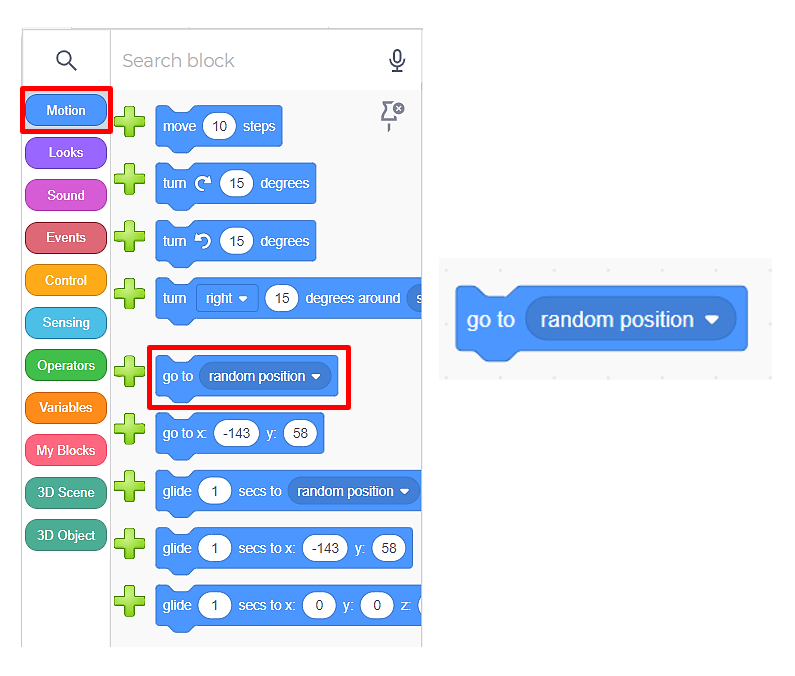 Search block
Motion
Looks
Sound
Events
Control
Sensing
Operators
Variables
My Blocks
3D Scene
3D Object
move 10 steps
turn 15 degrees
turn 15 degrees
turn right 15 degrees around
go to random position
go to x: -143 y: 58
glide 1 secs to random position
glide 1 secs to x: -143 y: 58
glide 1 secs to x: 0 y: 0 z:
go to random position